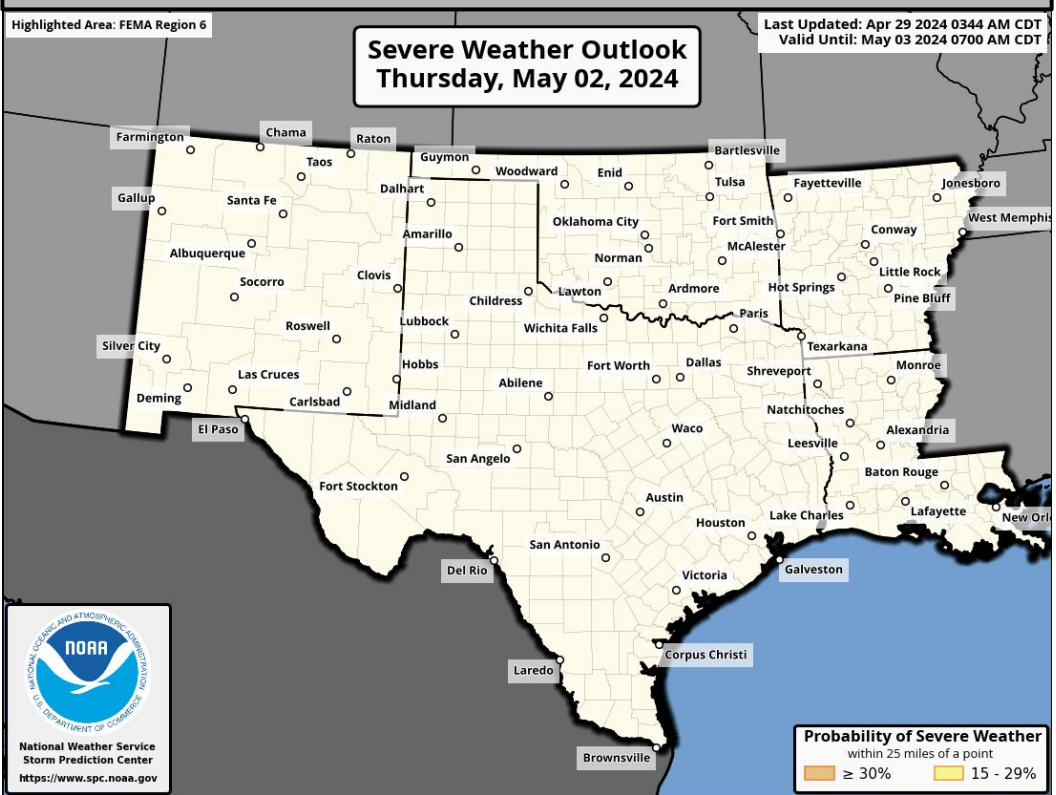 Highlighted Area: FEMA Region 6
Severe Weather Outlook
Thursday, May 02, 2024
Last Updated: Apr 29 2024 0344 AM CDT
Valid Until: May 03 2024 0700 AM CDT
Farmington
Chama
Raton
Taos
Guymon
Woodward
Enid
Bartlesville
Tulsa
Fayetteville
Jonesboro
Gallup
Santa Fe
Dalhart
Oklahoma City
Fort Smith
West Memphis
Albuquerque
Amarillo
Norman
McAlester
Conway
Socorro
Clovis
Childress
Lawton
Ardmore
Hot Springs
Little Rock
Pine Bluff
Roswell
Lubbock
Wichita Falls
Paris
Texarkana
Silver City
Las Cruces
Hobbs
Fort Worth
Dallas
Shreveport
Monroe
Deming
Carlsbad
Midland
Abilene
Natchitoches
El Paso
San Angelo
Waco
Leesville
Alexandria
Fort Stockton
Austin
Baton Rouge
Houston
Lake Charles
Lafayette
New Orl
Del Rio
San Antonio
Victoria
Galveston
Laredo
Corpus Christi
Brownsville
NATIONAL OCEANIC AND ATMOSPHERIC ADMINISTRATION
NOAA
U.S. DEPARTMENT OF COMMERCE
National Weather Service
Storm Prediction Center
https://www.spc.noaa.gov
Probability of Severe Weather
within 25 miles of a point
≥ 30%
15 - 29%